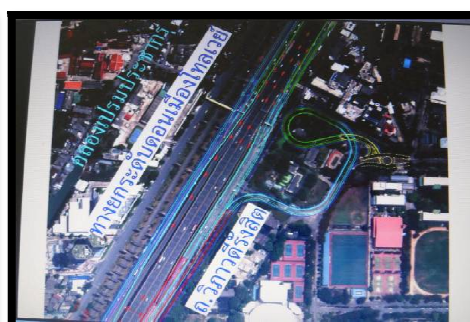 คลองเปรมประชากร
ทางยกระดับดอนเมืองโทลเวย์
ถ.วิภาวดีรังสิต